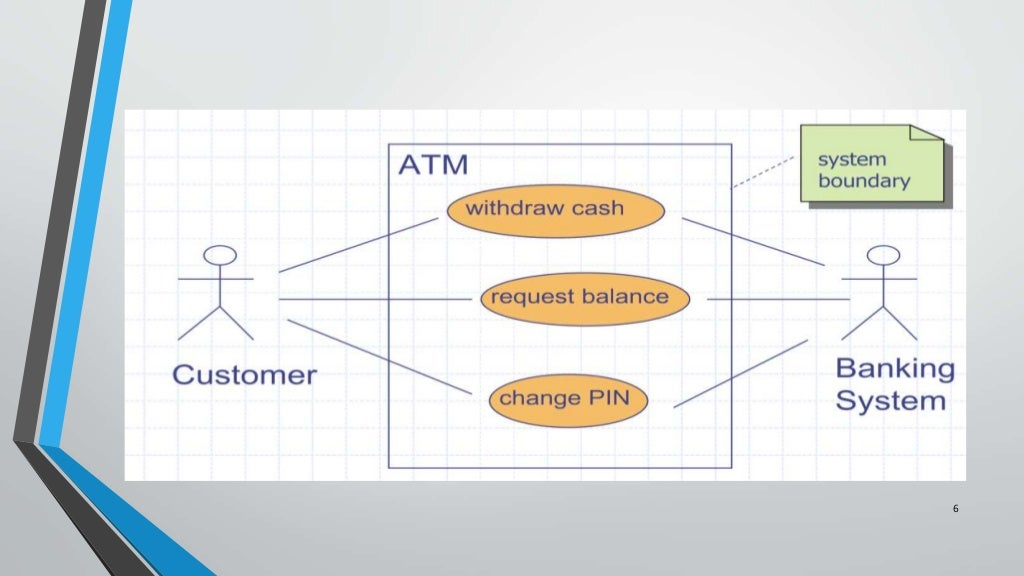 ATM
system
boundary
withdraw cash
request balance
Customer
Banking
System
change PIN
6